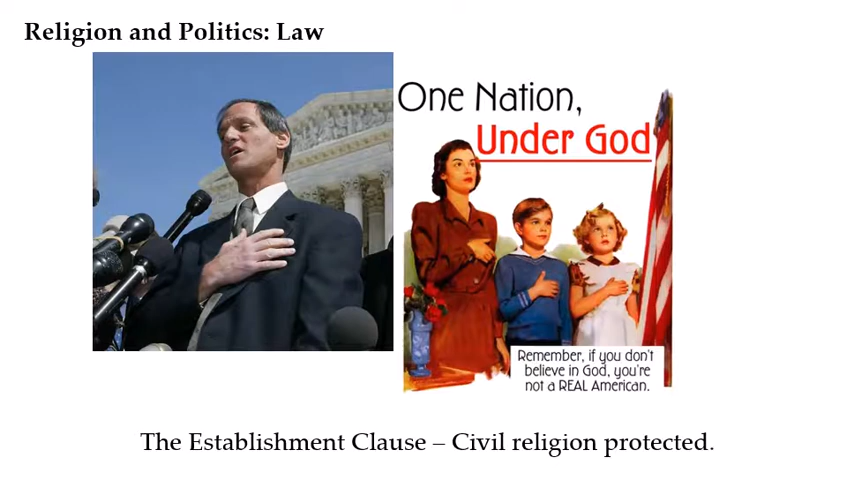 Religion and Politics: Law
One Nation,
Under God
Remember, if you don't
believe in God, you're
not a REAL American.
The Establishment Clause – Civil religion protected.